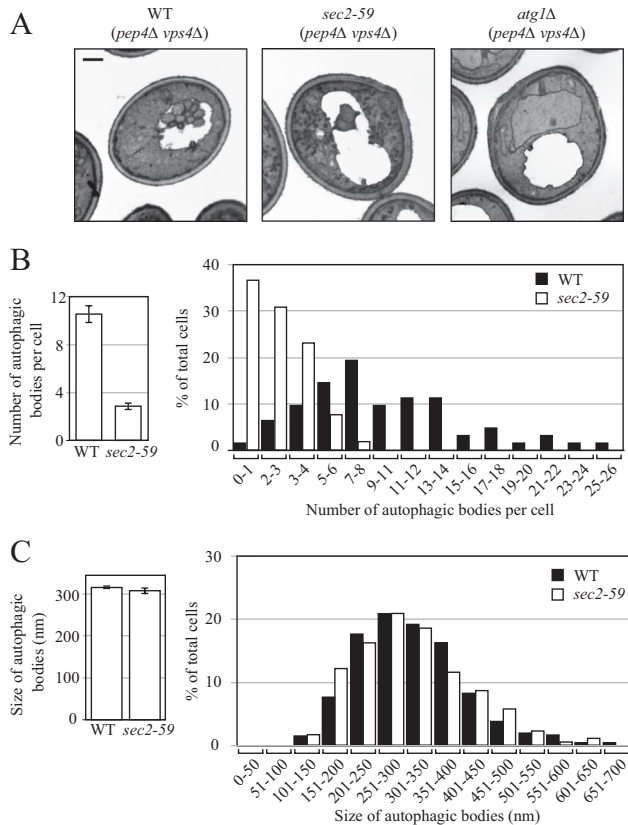 A
WT
(pep4Δ vps4Δ)
sec2-59
(pep4Δ vps4Δ)
atg1Δ
(pep4Δ vps4Δ)
B
Number of autophagic
bodies per cell
12
8
4
0
WT sec2-59
% of total cells
40
30
20
10
0
WT
sec2-59
0-1
2-3
3-4
5-6
7-8
9-11
11-12
13-14
15-16
17-18
19-20
21-22
23-24
25-26
Number of autophagic bodies per cell
C
Size of autophagic
bodies (nm)
300
200
100
0
WT sec2-59
% of total cells
30
20
10
0
WT
sec2-59
0-50
51-100
101-150
151-200
201-250
251-300
301-350
351-400
401-450
451-500
501-550
551-600
601-650
651-700
Size of autophagic bodies (nm)